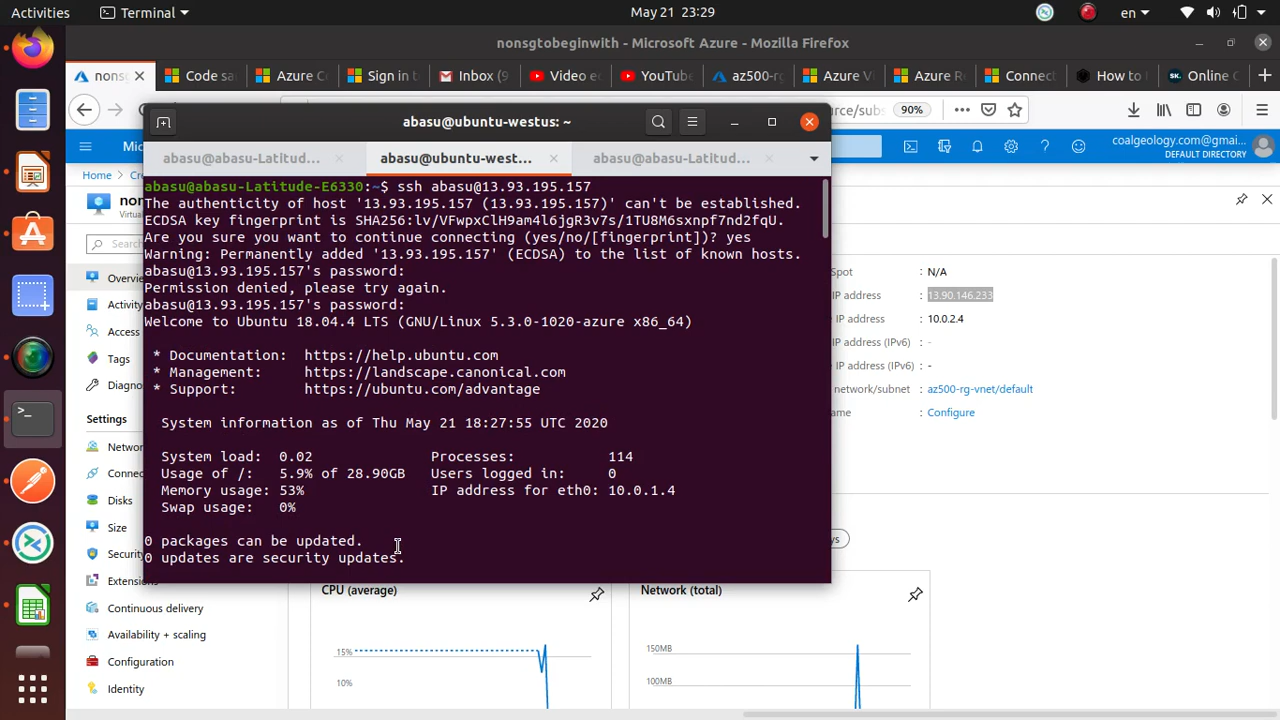 Activities
Terminal
May 21 23:29
en
nonsgtobeginwith - Microsoft Azure - Mozilla Firefox
nons
Code sa
Azure C
Sign in t
Inbox (9
Video e
YouTube
az500-r
Azure V
Azure R
Connect
How to
Online
abasu@ubuntu-westus: ~
ource/subs
90%
abasu@abasu-Latitud...
abasu@ubuntu-west...
abasu@abasu-Latitud...
coalgeology.com@gmai...
DEFAULT DIRECTORY
Home
non
Virtual
Search
Overvie
Activity
Access
Tags
Diagno
Settings
Network
Connec
Disks
Size
Security
Extensions
Continuous delivery
Availability + scaling
Configuration
Identity
abasu@abasu-Latitude-E6330:~$ ssh abasu@13.93.195.157
The authenticity of host '13.93.195.157 (13.93.195.157)' can't be established.
ECDSA key fingerprint is SHA256:lv/VFwpxClH9am4l6jgR3v7s/1TU8M6sxnpf7nd2fqU.
Are you sure you want to continue connecting (yes/no/[fingerprint])? yes
Warning: Permanently added '13.93.195.157' (ECDSA) to the list of known hosts.
abasu@13.93.195.157's password:
Permission denied, please try again.
abasu@13.93.195.157's password:
Welcome to Ubuntu 18.04.4 LTS (GNU/Linux 5.3.0-1020-azure x86_64)
* Documentation: https://help.ubuntu.com
* Management: https://landscape.canonical.com
* Support: https://ubuntu.com/advantage
System information as of Thu May 21 18:27:55 UTC 2020
System load: 0.02 Processes: 114
Usage of /: 5.9% of 28.90GB Users logged in: 0
Memory usage: 53% IP address for eth0: 10.0.1.4
Swap usage: 0%
0 packages can be updated.
0 updates are security updates.
Spot : N/A
IP address : 13.90.146.233
IP address : 10.0.2.4
IP address (IPv6) : -
IP address (IPv6) : -
network/subnet : az500-rg-vnet/default
ame : Configure
ys
CPU (average)
15%
10%
Network (total)
150MB
100MB